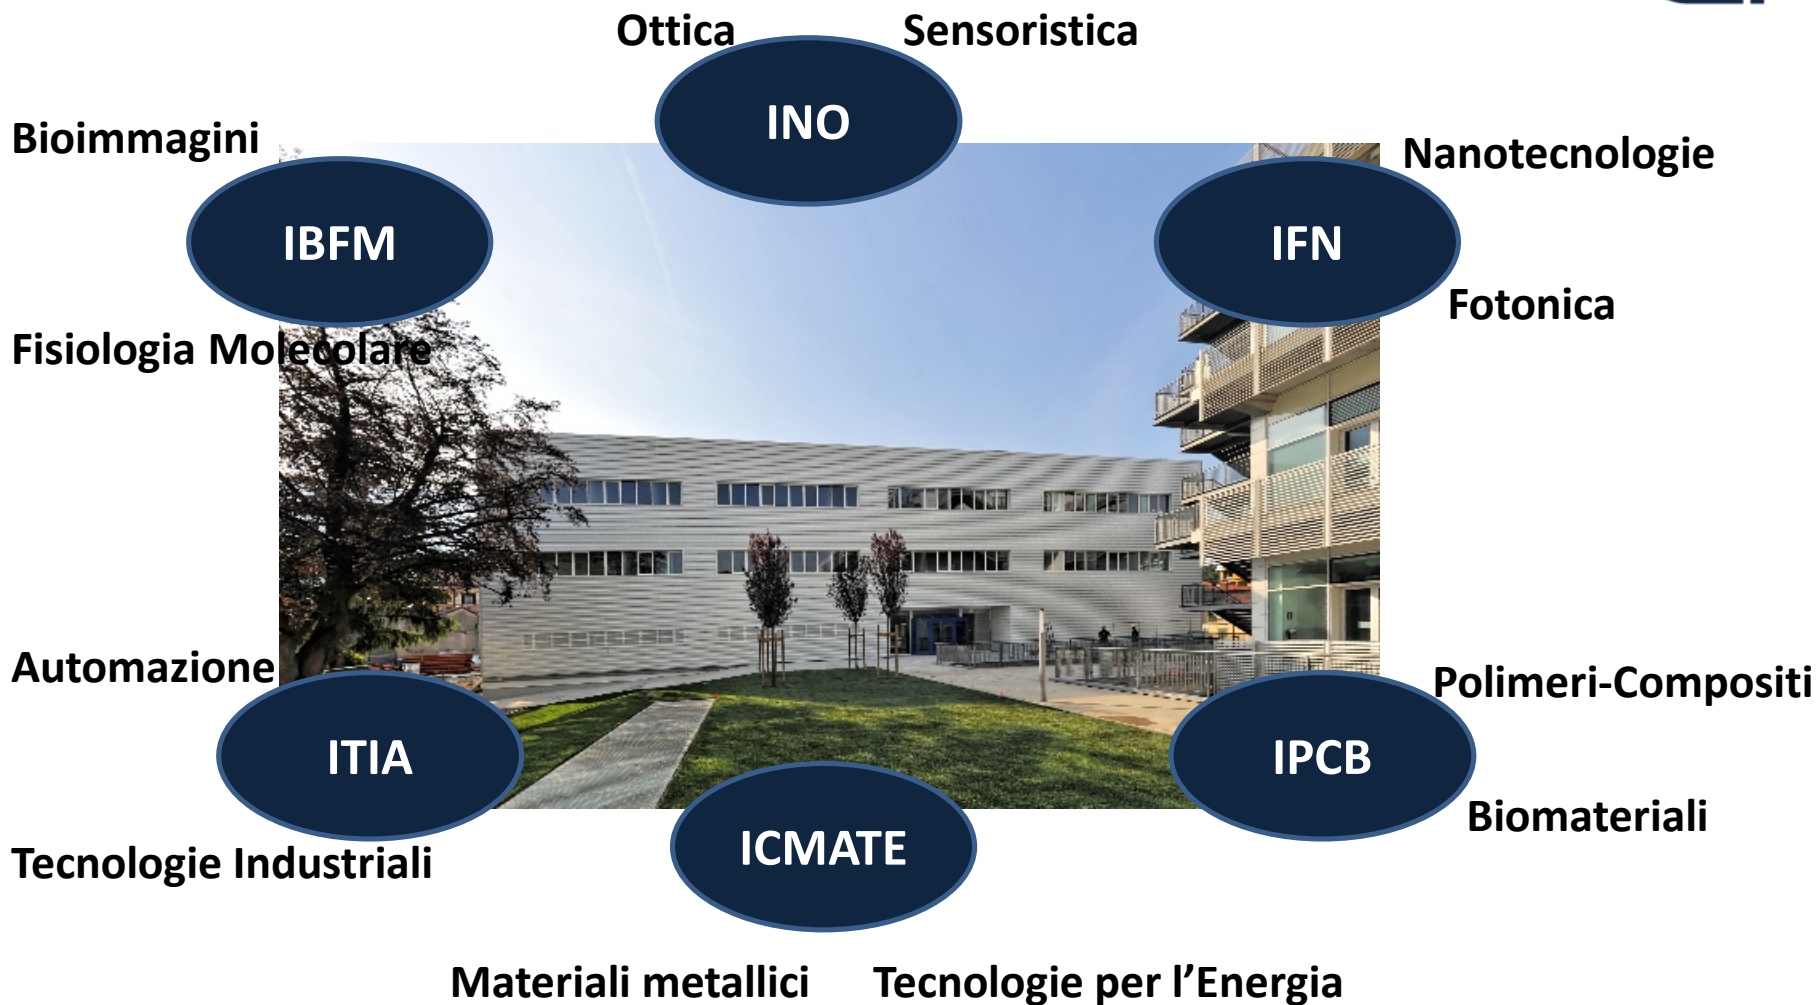 Ottica Sensoristica
INO
Bioimmagini
Nanotecnologie
IBFM
IFN
Fotonica
Fisiologia Molecolare
Automazione
Polimeri-Compositi
ITIA
IPCB
Biomateriali
ICMATE
Tecnologie Industriali
Materiali metallici Tecnologie per l’Energia